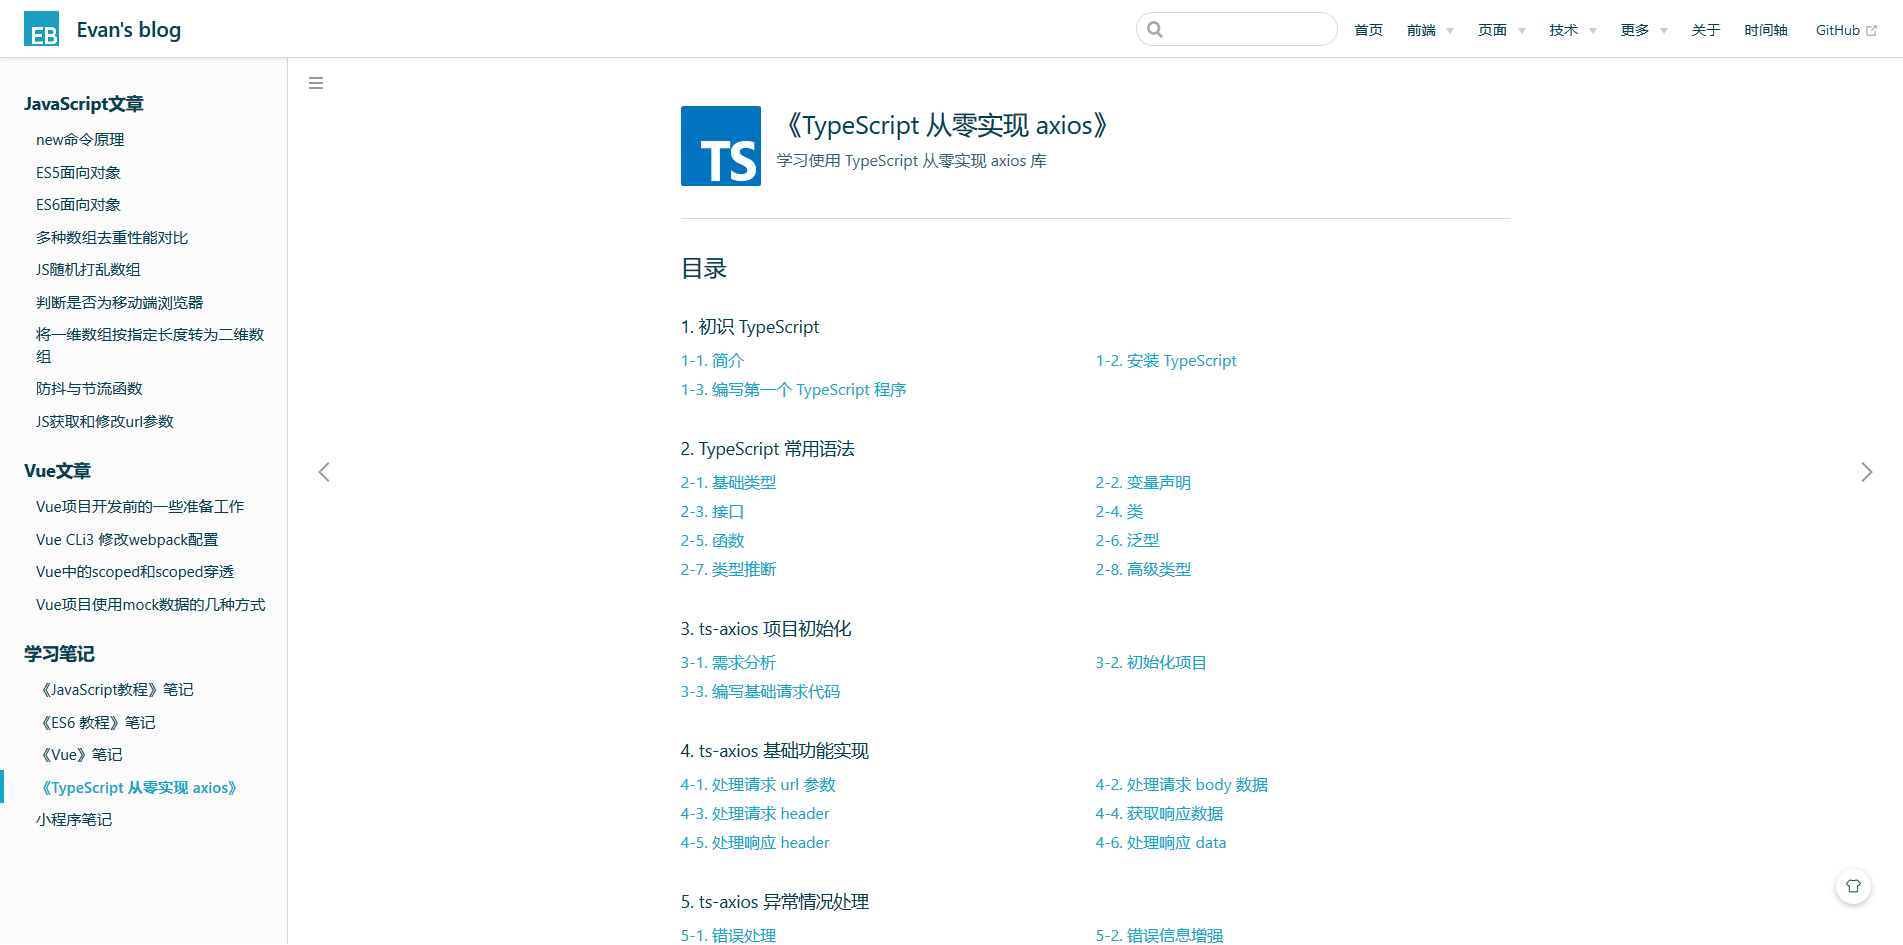 EB Evan's blog
首页 前端 页面 技术 更多 关于 时间轴 GitHub
JavaScript文章
new命令原理
ES5面向对象
ES6面向对象
多种数组去重性能对比
JS随机打乱数组
判断是否为移动端浏览器
将一维数组按指定长度转为二维数
组
防抖与节流函数
JS获取和修改url参数
Vue文章
Vue项目开发前的一些准备工作
Vue CLi3 修改webpack配置
Vue中的scoped和scoped穿透
Vue项目使用mock数据的几种方式
学习笔记
《JavaScript教程》笔记
《ES6 教程》笔记
《Vue》笔记
《TypeScript 从零实现 axios》
小程序笔记
TS
《TypeScript 从零实现 axios》
学习使用 TypeScript 从零实现 axios 库
目录
1. 初识 TypeScript
1-1. 简介 1-2. 安装 TypeScript
1-3. 编写第一个 TypeScript 程序
2. TypeScript 常用语法
2-1. 基础类型 2-2. 变量声明
2-3. 接口 2-4. 类
2-5. 函数 2-6. 泛型
2-7. 类型推断 2-8. 高级类型
3. ts-axios 项目初始化
3-1. 需求分析 3-2. 初始化项目
3-3. 编写基础请求代码
4. ts-axios 基础功能实现
4-1. 处理请求 url 参数 4-2. 处理请求 body 数据
4-3. 处理请求 header 4-4. 获取响应数据
4-5. 处理响应 header 4-6. 处理响应 data
5. ts-axios 异常情况处理
5-1. 错误处理 5-2. 错误信息增强